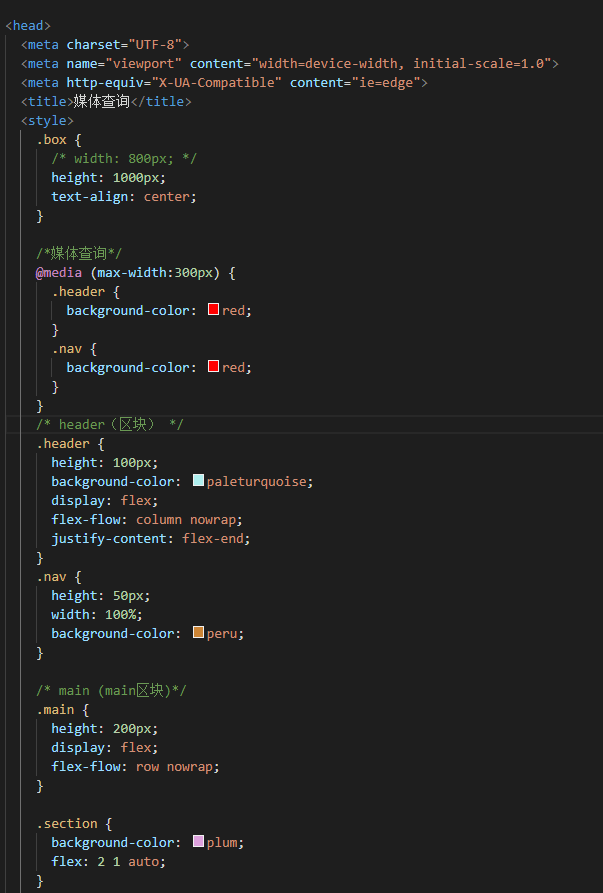 <head>
<meta charset="UTF-8">
<meta name="viewport" content="width=device-width, initial-scale=1.0">
<meta http-equiv="X-UA-Compatible" content="ie=edge">
<title>媒体查询</title>
<style>
.box {
/* width: 800px; */
height: 1000px;
text-align: center;
}
/*媒体查询*/
@media (max-width:300px) {
.header {
background-color: red;
}
.nav {
background-color: red;
}
}
/* header（区块） */
.header {
height: 100px;
background-color: paleturquoise;
display: flex;
flex-flow: column nowrap;
justify-content: flex-end;
}
.nav {
height: 50px;
width: 100%;
background-color: peru;
}
/* main (main区块)*/
.main {
height: 200px;
display: flex;
flex-flow: row nowrap;
}
.section {
background-color: plum;
flex: 2 1 auto;
}